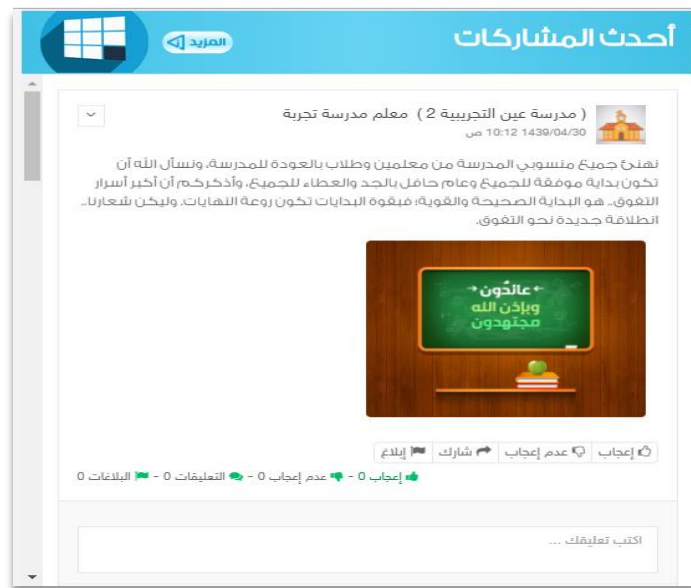 أحدث المشاركات
المزيد
( مدرسة عين التجريبية 2 ) معلم مدرسة تجربة
1439/04/30 10:12 ص
نهنئ جميع منسوبي المدرسة من معلمين وطلاب بالعودة للمدرسة، ونسأل الله أن
تكون بداية موفقة للجميع وعام حافل بالجد والعطاء للجميع، وأذكركم أن أكبر أسرار
التفوق.. هو البداية الصحيحة والقوية؛ فبقوة البدايات تكون روعة النهايات. وليكن شعارنا..
انطلاقة جديدة نحو التفوق.
عائدون
وبإذن الله
مجتهدون
إعجاب عدم إعجاب شارك إبلاغ
إعجاب 0 - عدم إعجاب 0 - التعليقات 0 - البلاغات 0
اكتب تعليقك ...